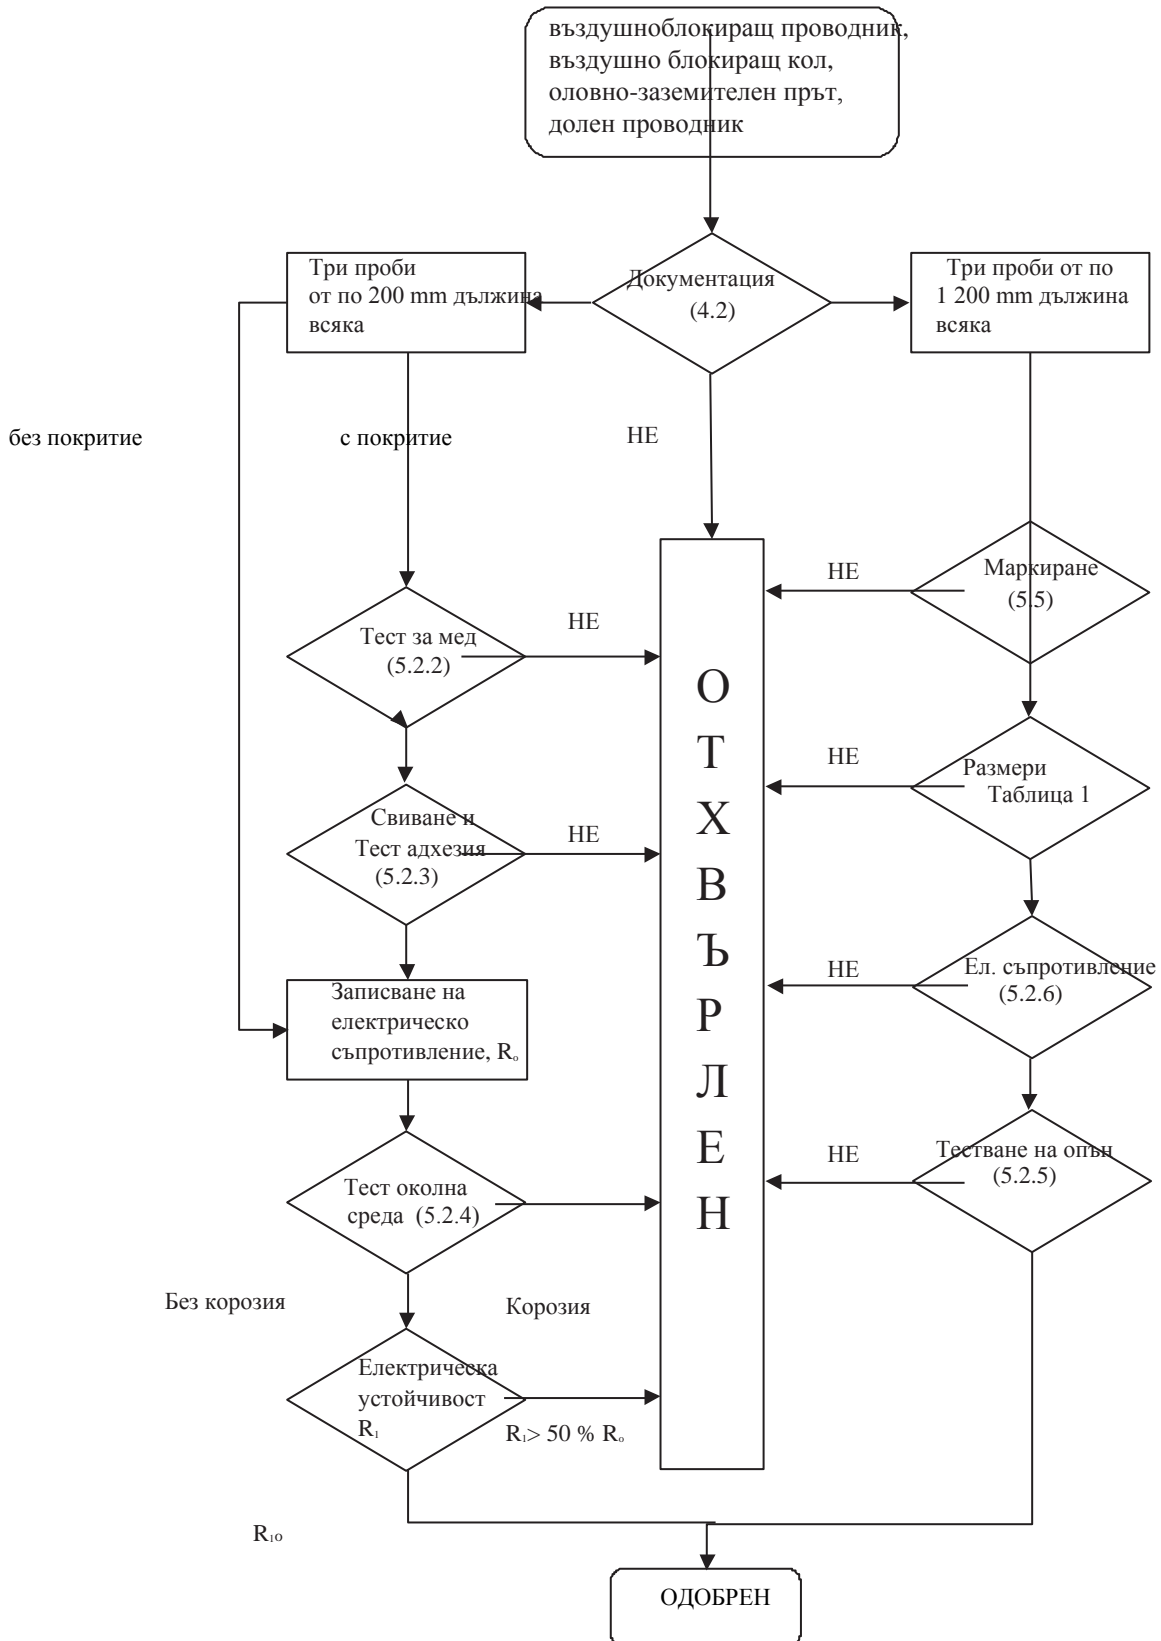 въздушноблокиращ проводник,
въздушно блокиращ кол,
оловно-заземителен прът,
долен проводник
Три проби
от по 200 mm дължина
всяка
Документация
(4.2)
Три проби от по
1 200 mm дължина
всяка
без покритие
с покритие
НЕ
Маркиране
(5.5)
НЕ
Тест за мед
(5.2.2)
НЕ
ОТХВЪРЛЕН
Размери
Таблица 1
НЕ
Свиване и
Тест адхезия
(5.2.3)
НЕ
Ел. съпротивление
(5.2.6)
НЕ
Записване на
електрическо
съпротивление, R₀
Тестване на опън
(5.2.5)
НЕ
Тест околна
среда (5.2.4)
Без корозия
Корозия
Електрическа
устойчивост
R₁
R₁> 50 % R₀
R₁₀
ОДОБРЕН